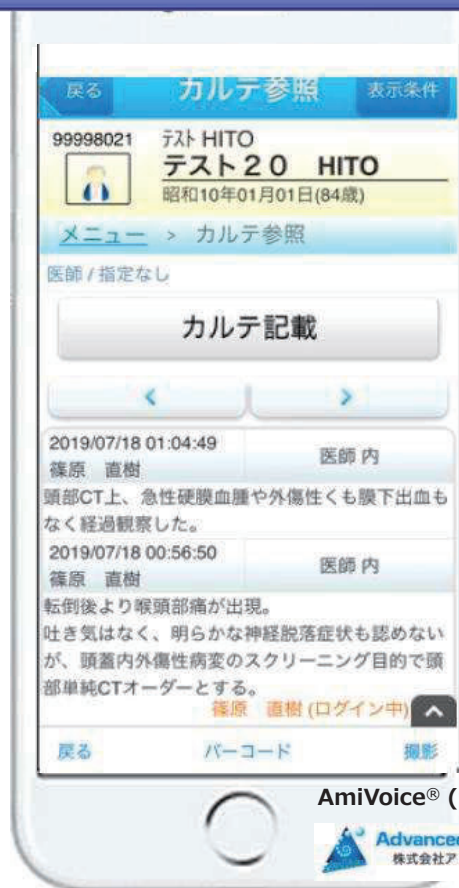 戻る カルテ参照 表示条件
99998021 テスト HITO
テスト20 HITO
昭和10年01月01日(84歳)
メニュー > カルテ参照
医師 / 指定なし
カルテ記載
< >
2019/07/18 01:04:49
篠原 直樹 医師 内
頭部CT上、急性硬膜血腫や外傷性くも膜下出血も
なく経過観察した。
2019/07/18 00:56:50
篠原 直樹 医師 内
転倒後より喉頭部痛が出現。
吐き気はなく、明らかな神経脱落症状も認めない
が、頭蓋内外傷性病変のスクリーニング目的で頭
部単純CTオーダーとする。
篠原 直樹 (ログイン中)
戻る バーコード 撮影
AmiVoice® (
Advanced
株式会社ア